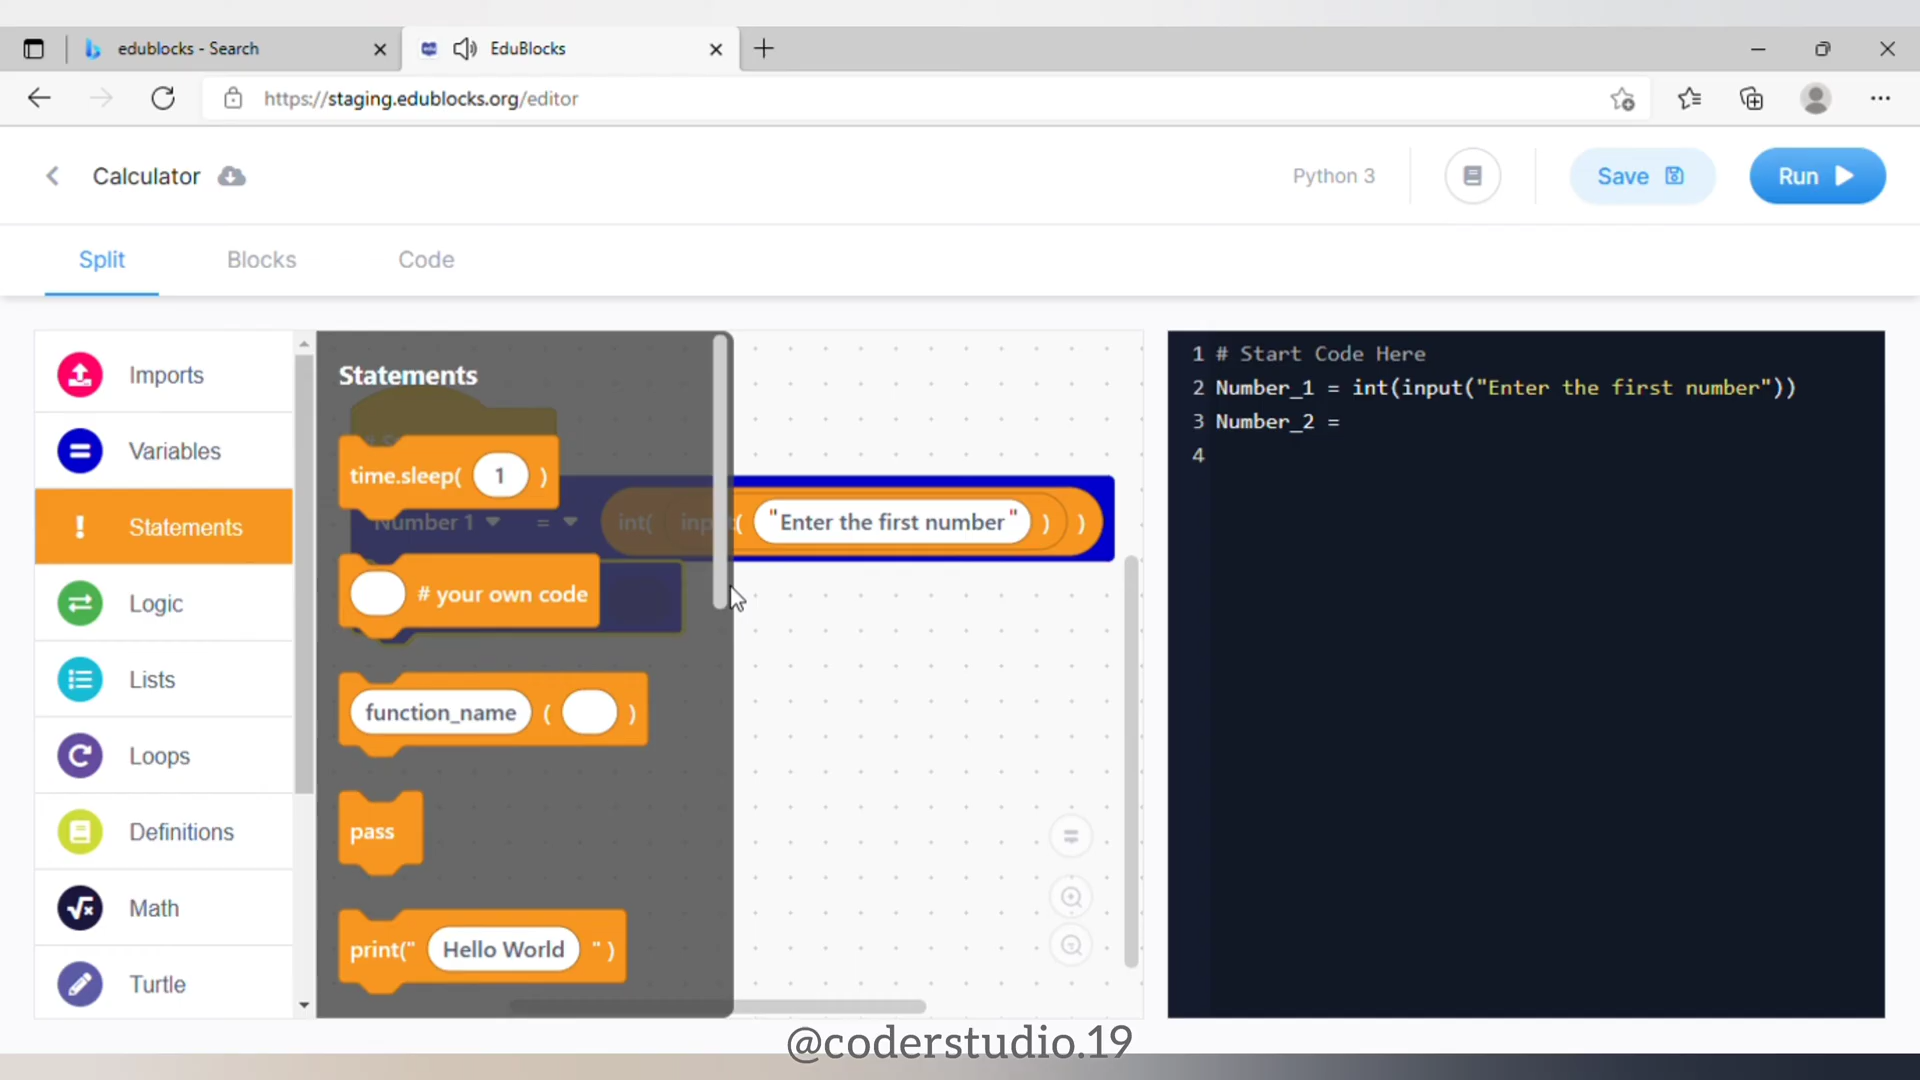 edublocks - Search
EduBlocks
https://staging.edublocks.org/editor
Calculator
Python 3
Save
Run
Split
Blocks
Code
Imports
Variables
Statements
Logic
Lists
Loops
Definitions
Math
Turtle
Statements
time.sleep( 1 )
Number 1 = int( input( "Enter the first number" ) )
# your own code
function_name ( )
pass
print(" Hello World ")
1 # Start Code Here
2 Number_1 = int(input("Enter the first number"))
3 Number_2 =
4
@coderstudio.19